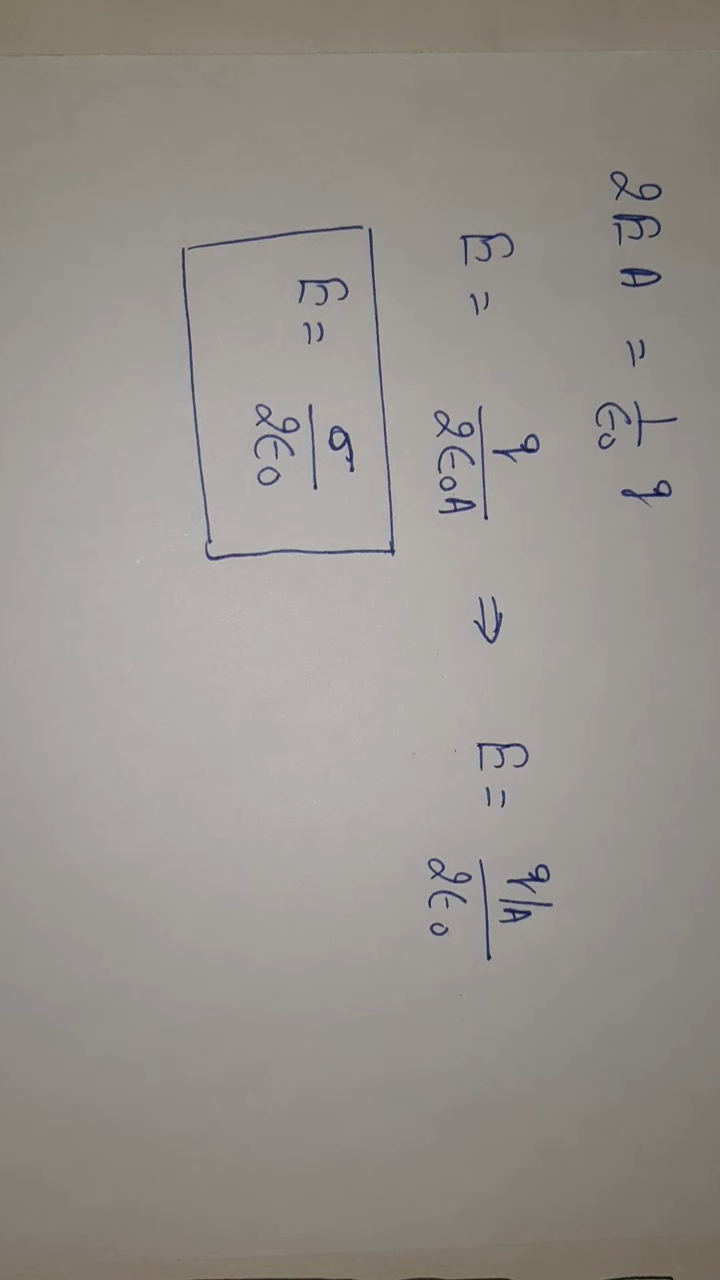 2EA = 1/ϵ₀ q
E = q/2ϵ₀A ⇒ E = q/A/2ϵ₀
E = σ/2ϵ₀